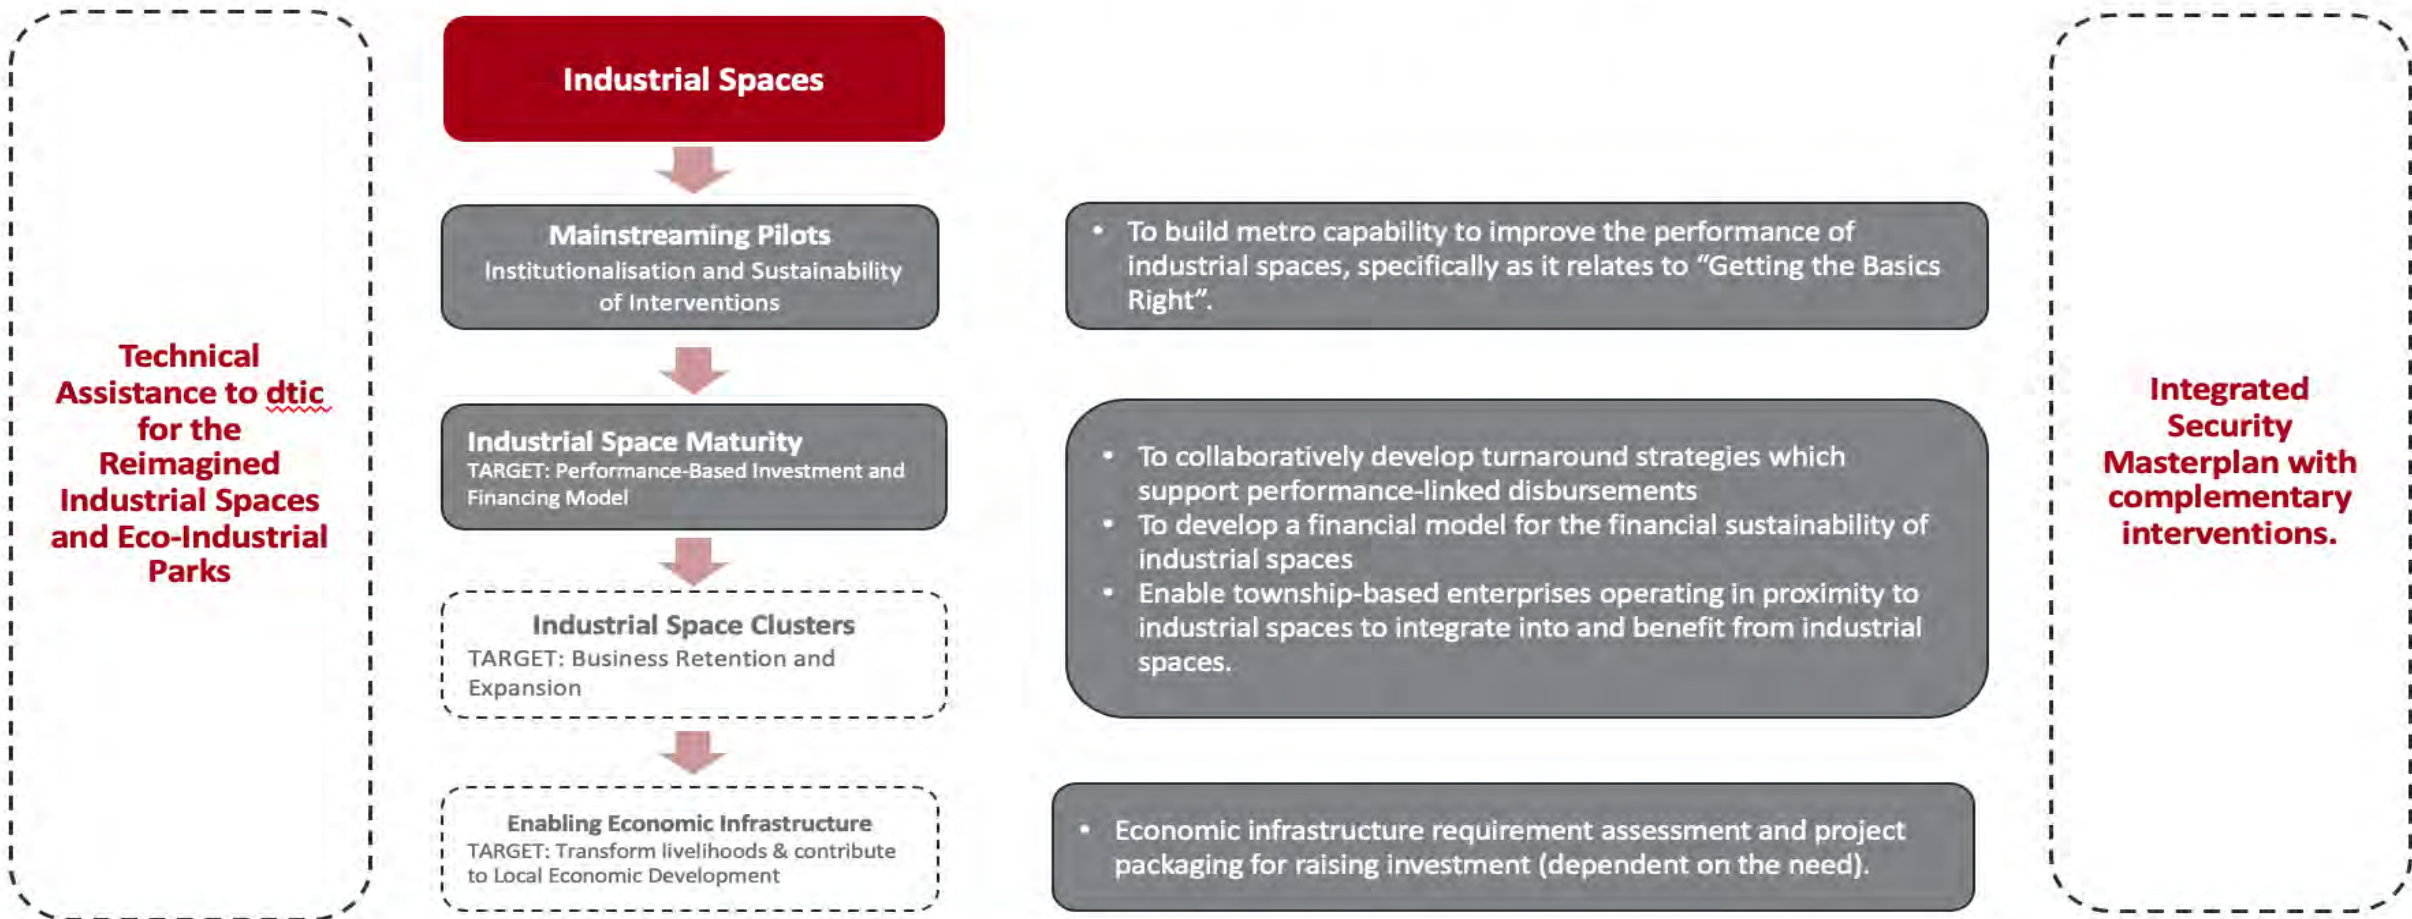 Technical
Assistance to dtic
for the
Reimagined
Industrial Spaces
and Eco-Industrial
Parks
Industrial Spaces
Mainstreaming Pilots
Institutionalisation and Sustainability
of Interventions
• To build metro capability to improve the performance of
industrial spaces, specifically as it relates to “Getting the Basics
Right”.
Industrial Space Maturity
TARGET: Performance-Based Investment and
Financing Model
• To collaboratively develop turnaround strategies which
support performance-linked disbursements
• To develop a financial model for the financial sustainability of
industrial spaces
• Enable township-based enterprises operating in proximity to
industrial spaces to integrate into and benefit from industrial
spaces.
Industrial Space Clusters
TARGET: Business Retention and
Expansion
Enabling Economic Infrastructure
TARGET: Transform livelihoods & contribute
to Local Economic Development
• Economic infrastructure requirement assessment and project
packaging for raising investment (dependent on the need).
Integrated
Security
Masterplan with
complementary
interventions.